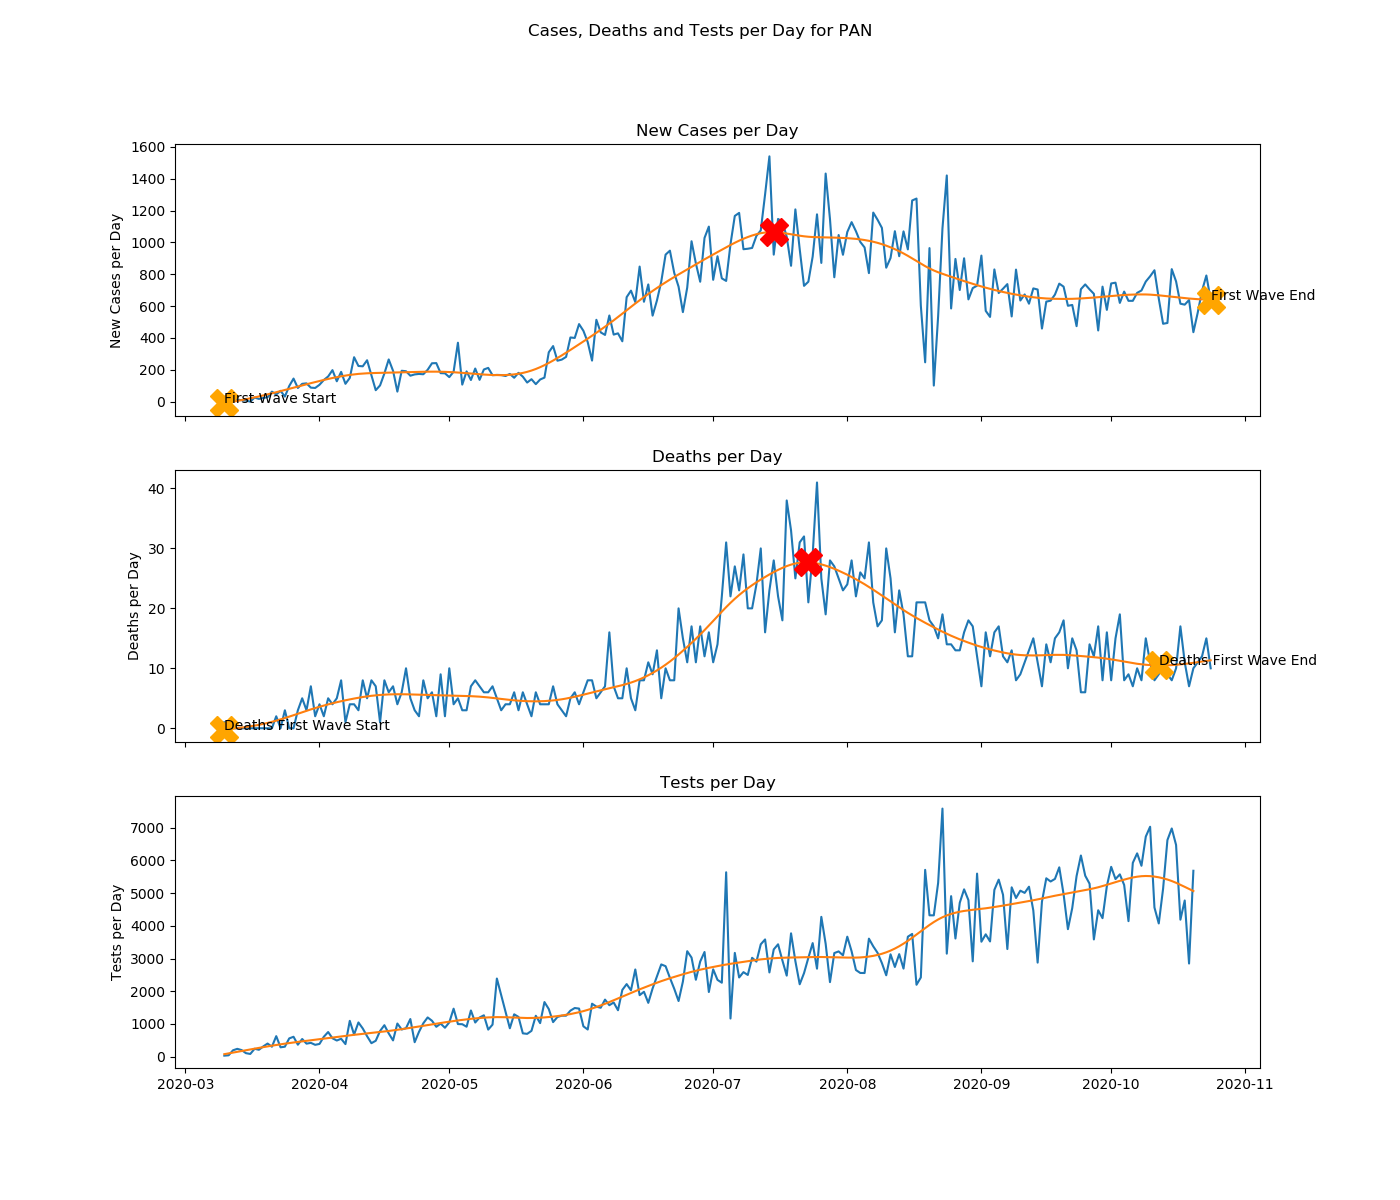 Cases, Deaths and Tests per Day for PAN
New Cases per Day
New Cases per Day
1600
1400
1200
1000
800
600
400
200
0
First Wave Start
First Wave End
Deaths per Day
Deaths per Day
40
30
20
10
0
Deaths First Wave Start
Deaths First Wave End
Tests per Day
Tests per Day
7000
6000
5000
4000
3000
2000
1000
0
2020-03 2020-04 2020-05 2020-06 2020-07 2020-08 2020-09 2020-10 2020-11